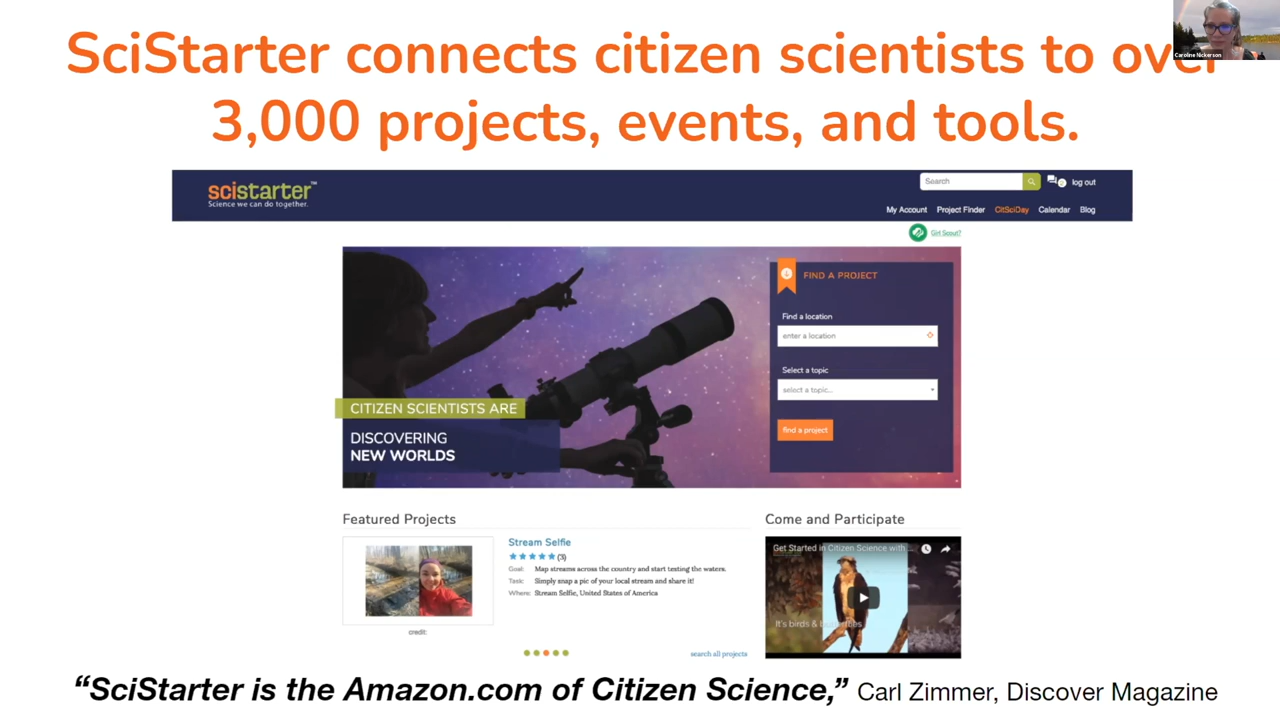 SciStarter connects citizen scientists to over
3,000 projects, events, and tools.
Caroline Nickerson
scistarter™
Science we can do together.
Search
log out
My Account Project Finder CitSciDay Calendar Blog
Girl Scout?
FIND A PROJECT
Find a location
enter a location
Select a topic
select a topic...
find a project
CITIZEN SCIENTISTS ARE
DISCOVERING
NEW WORLDS
Featured Projects
Stream Selfie
(3)
Goal: Map streams across the country and start testing the waters.
Task: Simply snap a pic of your local stream and share it!
Where: Stream Selfie, United States of America
credit:
search all projects
Come and Participate
Get Started in Citizen Science with...
It's birds & butterflies
“SciStarter is the Amazon.com of Citizen Science,” Carl Zimmer, Discover Magazine